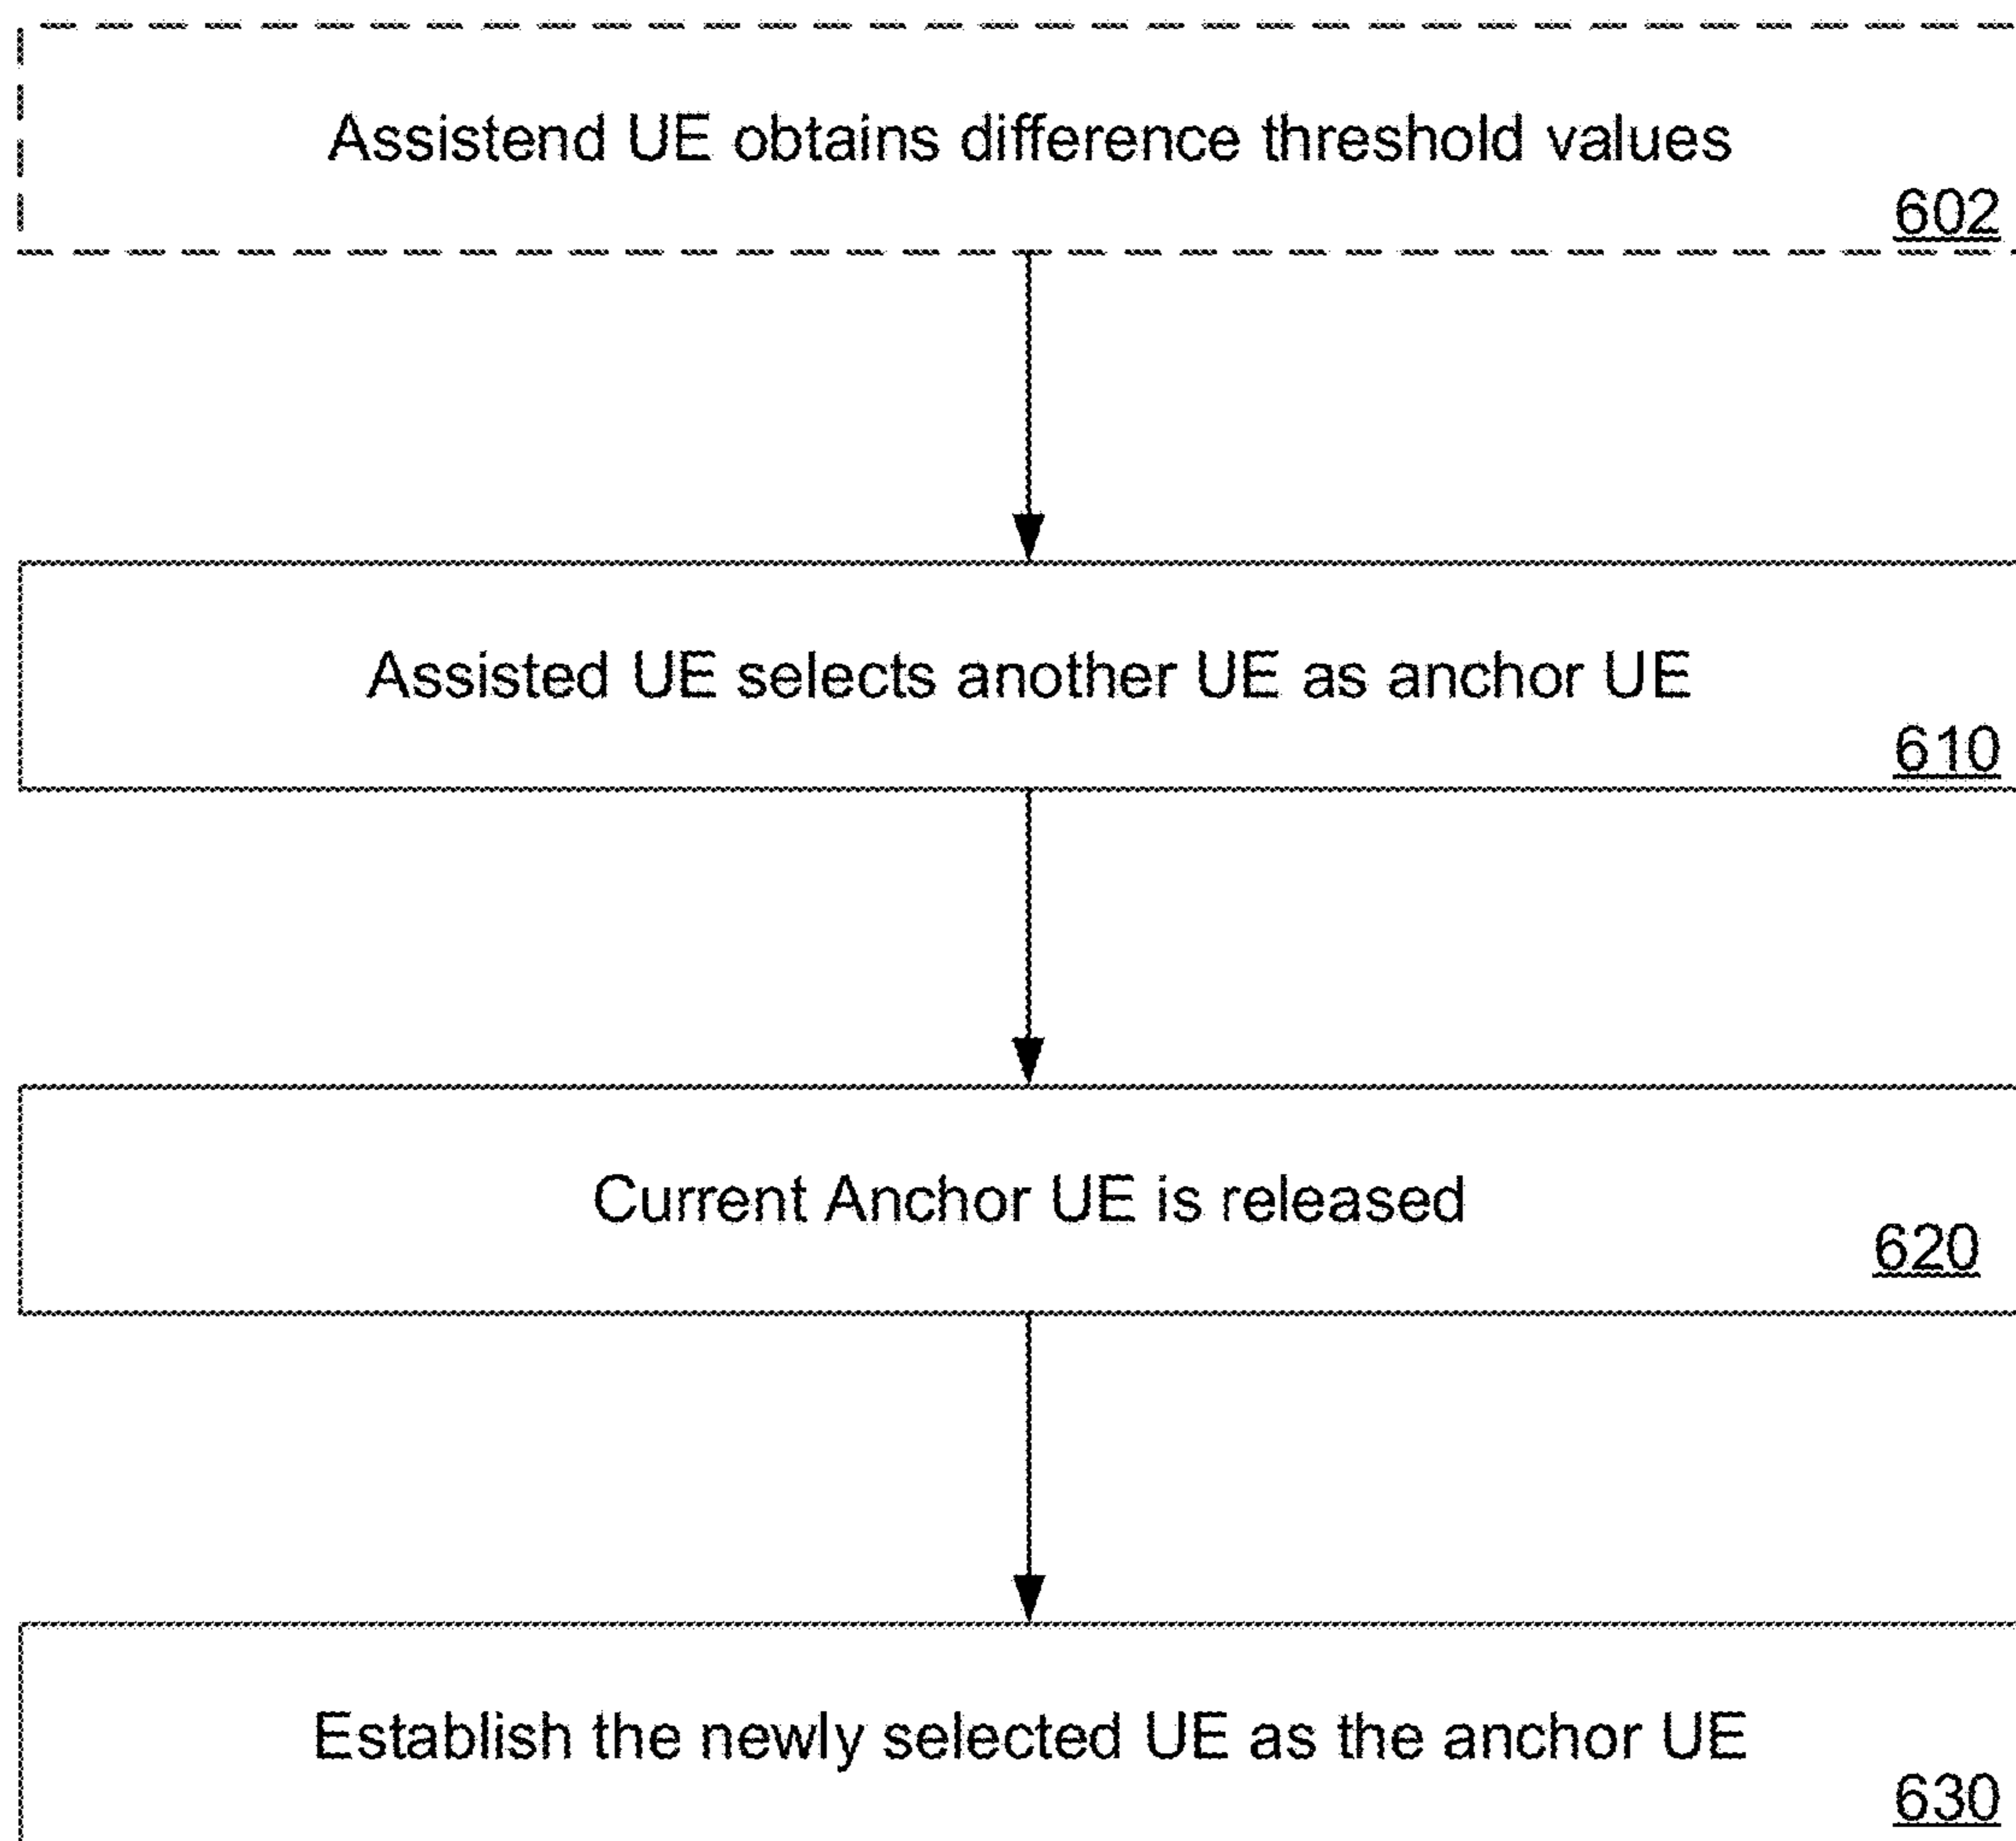 Assistend UE obtains difference threshold values
602
Assisted UE selects another UE as anchor UE
610
Current Anchor UE is released
620
Establish the newly selected UE as the anchor UE
630